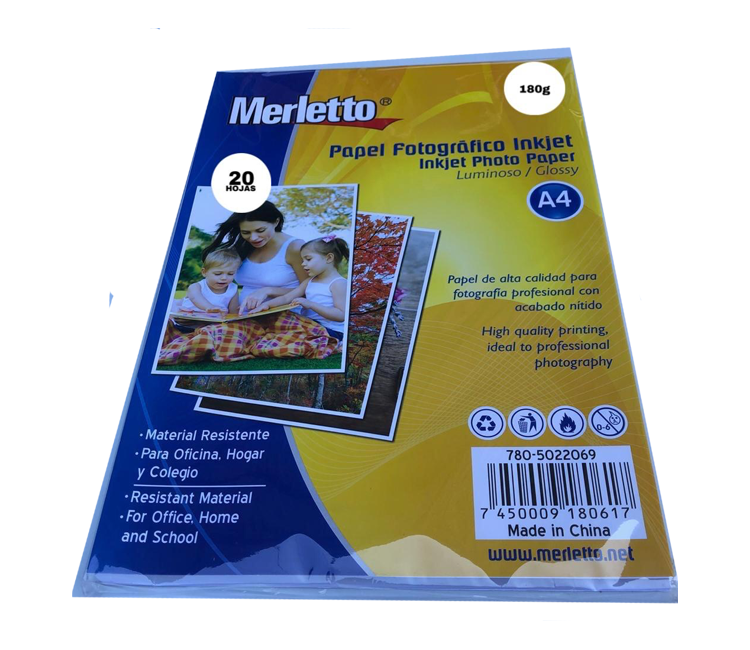 Merletto®
180g
Papel Fotográfico Inkjet
Inkjet Photo Paper
Luminoso / Glossy
20
HOJAS
A4
Papel de alta calidad para
fotografía profesional con
acabado nítido
High quality printing,
ideal to professional
photography
0-6
· Material Resistente
· Para Oficina, Hogar
y Colegio
· Resistant Material
· For Office, Home
and School
780-5022069
7 450009 180617
Made in China
www.merletto.net